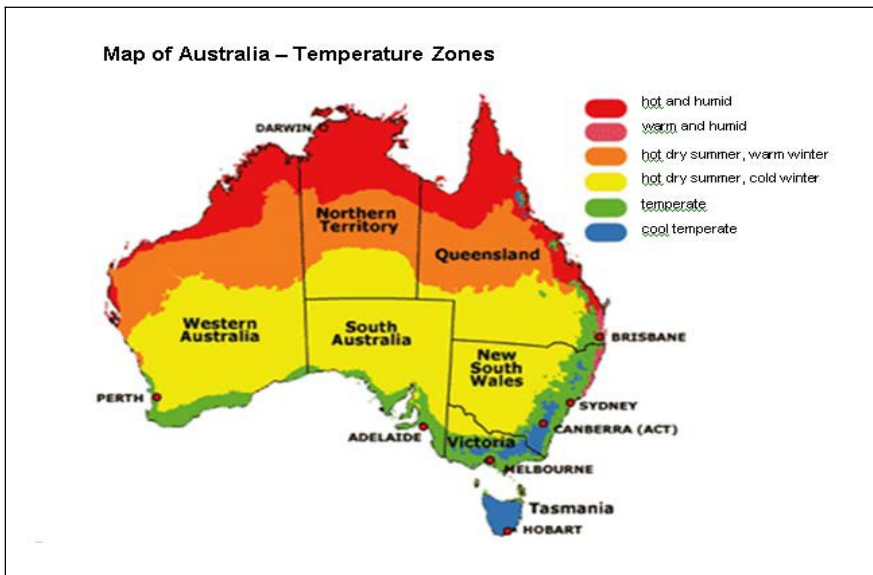 Map of Australia – Temperature Zones
hot and humid
warm and humid
hot dry summer, warm winter
hot dry summer, cold winter
temperate
cool temperate
DARWIN
Northern
Territory
Queensland
Western
Australia
South
Australia
New
South
Wales
BRISBANE
PERTH
SYDNEY
ADELAIDE
CANBERRA (ACT)
Victoria
MELBOURNE
Tasmania
HOBART